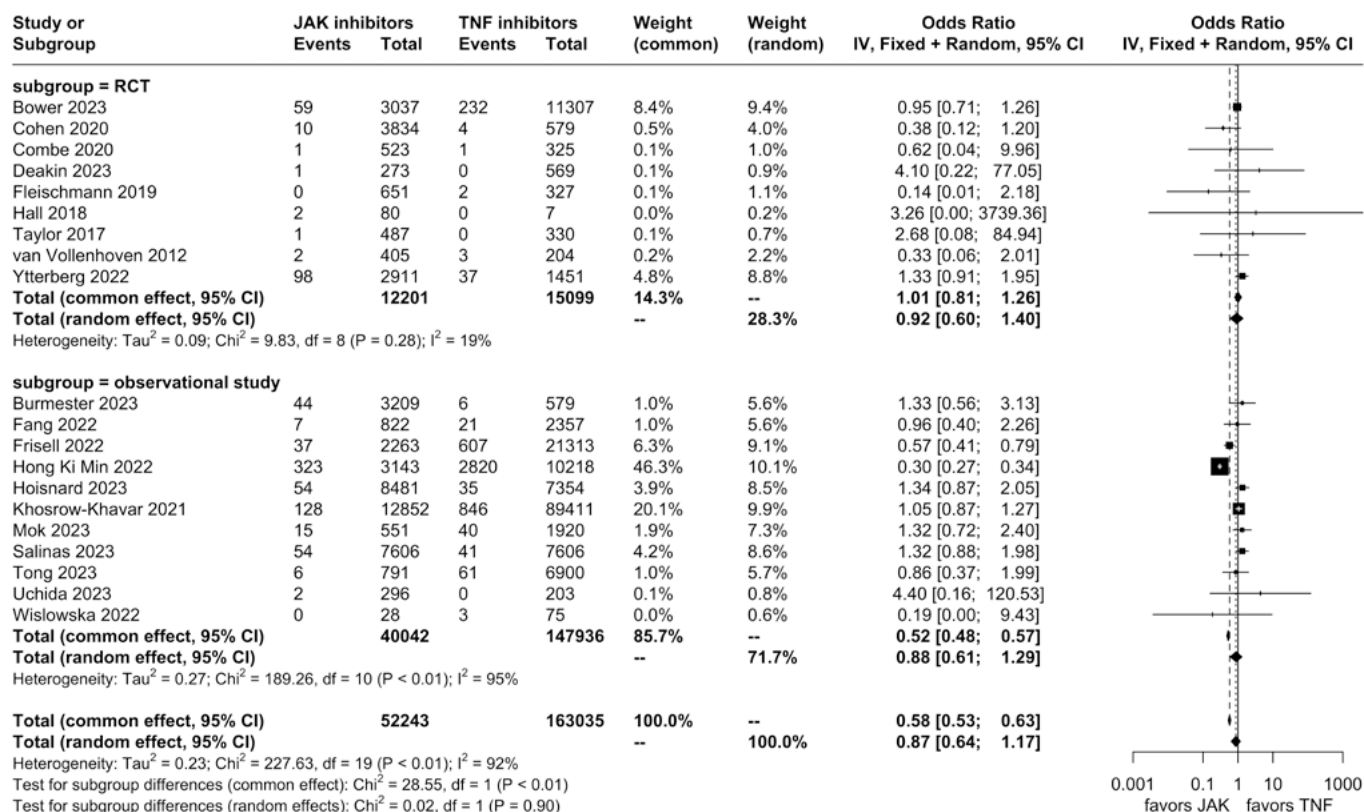 Study or JAK inhibitors TNF inhibitors Weight Weight Odds Ratio Odds Ratio
Subgroup Events Total Events Total (common) (random) IV, Fixed + Random, 95% CI IV, Fixed + Random, 95% CI
subgroup = RCT
Bower 2023 59 3037 232 11307 8.4% 9.4% 0.95 [0.71; 1.26]
Cohen 2020 10 3834 4 579 0.5% 4.0% 0.38 [0.12; 1.20]
Combe 2020 1 523 1 325 0.1% 1.0% 0.62 [0.04; 9.96]
Deakin 2023 1 273 0 569 0.1% 0.9% 4.10 [0.22; 77.05]
Fleischmann 2019 0 651 2 327 0.1% 1.1% 0.14 [0.01; 2.18]
Hall 2018 2 80 0 7 0.0% 0.2% 3.26 [0.00; 3739.36]
Taylor 2017 1 487 0 330 0.1% 0.7% 2.68 [0.08; 84.94]
van Vollenhoven 2012 2 405 3 204 0.2% 2.2% 0.33 [0.06; 2.01]
Ytterberg 2022 98 2911 37 1451 4.8% 8.8% 1.33 [0.91; 1.95]
Total (common effect, 95% CI) 12201 15099 14.3% -- 1.01 [0.81; 1.26]
Total (random effect, 95% CI) -- 28.3% 0.92 [0.60; 1.40]
Heterogeneity: Tau² = 0.09; Chi² = 9.83, df = 8 (P = 0.28); I² = 19%
subgroup = observational study
Burmester 2023 44 3209 6 579 1.0% 5.6% 1.33 [0.56; 3.13]
Fang 2022 7 822 21 2357 1.0% 5.6% 0.96 [0.40; 2.26]
Frisell 2022 37 2263 607 21313 6.3% 9.1% 0.57 [0.41; 0.79]
Hong Ki Min 2022 323 3143 2820 10218 46.3% 10.1% 0.30 [0.27; 0.34]
Hoisnard 2023 54 8481 35 7354 3.9% 8.5% 1.34 [0.87; 2.05]
Khosrow-Khavar 2021 128 12852 846 89411 20.1% 9.9% 1.05 [0.87; 1.27]
Mok 2023 15 551 40 1920 1.9% 7.3% 1.32 [0.72; 2.40]
Salinas 2023 54 7606 41 7606 4.2% 8.6% 1.32 [0.88; 1.98]
Tong 2023 6 791 61 6900 1.0% 5.7% 0.86 [0.37; 1.99]
Uchida 2023 2 296 0 203 0.1% 0.8% 4.40 [0.16; 120.53]
Wislowska 2022 0 28 3 75 0.0% 0.6% 0.19 [0.00; 9.43]
Total (common effect, 95% CI) 40042 147936 85.7% -- 0.52 [0.48; 0.57]
Total (random effect, 95% CI) -- 71.7% 0.88 [0.61; 1.29]
Heterogeneity: Tau² = 0.27; Chi² = 189.26, df = 10 (P < 0.01); I² = 95%
Total (common effect, 95% CI) 52243 163035 100.0% -- 0.58 [0.53; 0.63]
Total (random effect, 95% CI) -- 100.0% 0.87 [0.64; 1.17]
Heterogeneity: Tau² = 0.23; Chi² = 227.63, df = 19 (P < 0.01); I² = 92%
Test for subgroup differences (common effect): Chi² = 28.55, df = 1 (P < 0.01)
Test for subgroup differences (random effects): Chi² = 0.02, df = 1 (P = 0.90)
0.001 0.1 1 10 1000
favors JAK favors TNF